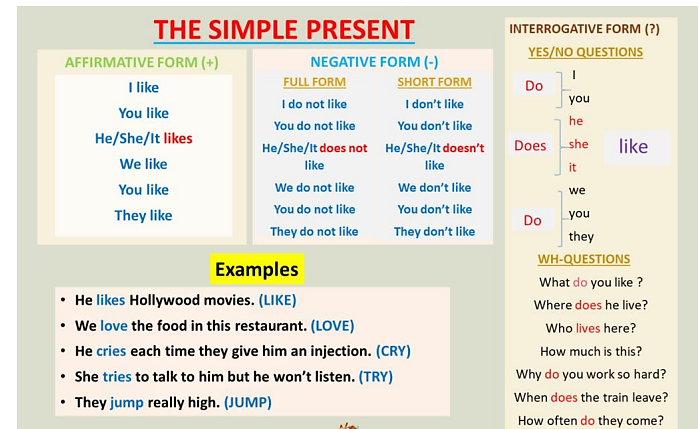 THE SIMPLE PRESENT
AFFIRMATIVE FORM (+)
I like
You like
He/She/It likes
We like
You like
They like
NEGATIVE FORM (-)
FULL FORM
I do not like
You do not like
He/She/It does not
like
We do not like
You do not like
They do not like
SHORT FORM
I don't like
You don't like
He/She/It doesn't
like
We don't like
You don't like
They don't like
Examples
• He likes Hollywood movies. (LIKE)
• We love the food in this restaurant. (LOVE)
• He cries each time they give him an injection. (CRY)
• She tries to talk to him but he won't listen. (TRY)
• They jump really high. (JUMP)
INTERROGATIVE FORM (?)
YES/NO QUESTIONS
Do
I
you
Does
he
she
it
like
Do
we
you
they
WH-QUESTIONS
What do you like ?
Where does he live?
Who lives here?
How much is this?
Why do you work so hard?
When does the train leave?
How often do they come?